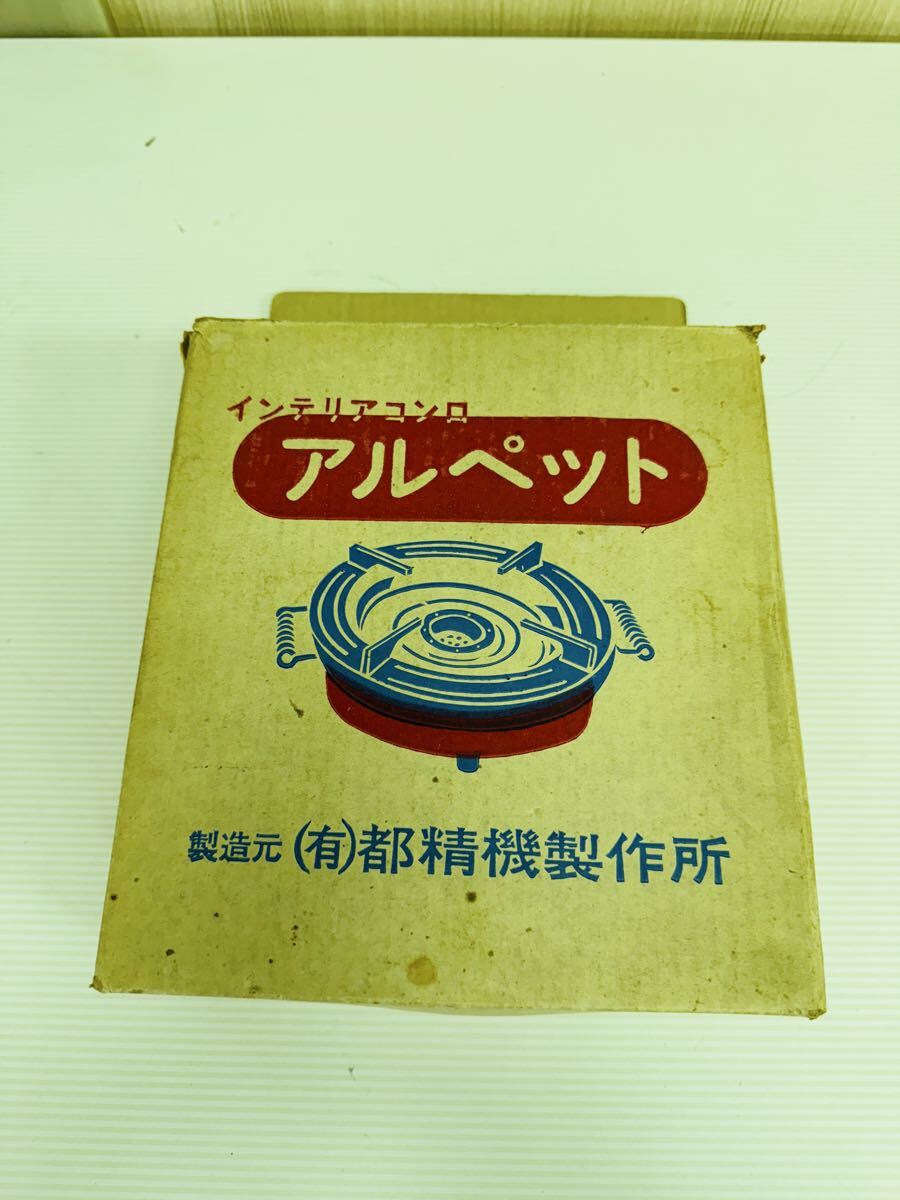 インテリアコンロ
アルペット
製造元 (有)都精機製作所